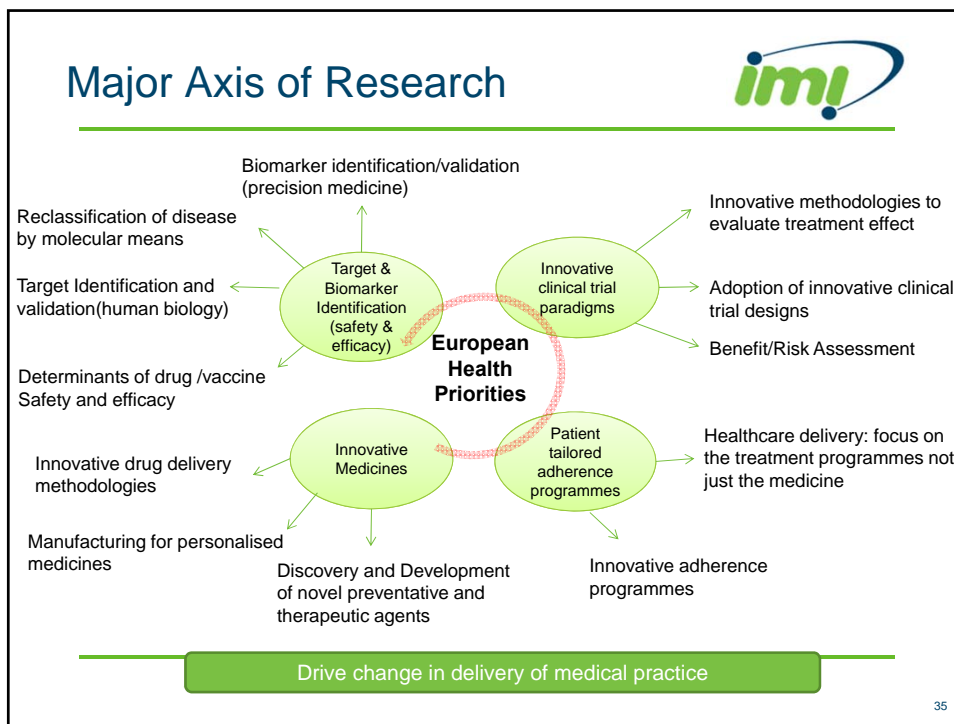 Major Axis of Research
imi
Biomarker identification/validation
(precision medicine)
Reclassification of disease
by molecular means
Target Identification and
validation(human biology)
Determinants of drug /vaccine
Safety and efficacy
Target &
Biomarker
Identification
(safety &
efficacy)
Innovative
clinical trial
paradigms
Innovative methodologies to
evaluate treatment effect
Adoption of innovative clinical
trial designs
Benefit/Risk Assessment
European
Health
Priorities
Innovative
Medicines
Patient
tailored
adherence
programmes
Healthcare delivery: focus on
the treatment programmes not
just the medicine
Innovative drug delivery
methodologies
Manufacturing for personalised
medicines
Discovery and Development
of novel preventative and
therapeutic agents
Innovative adherence
programmes
Drive change in delivery of medical practice
35